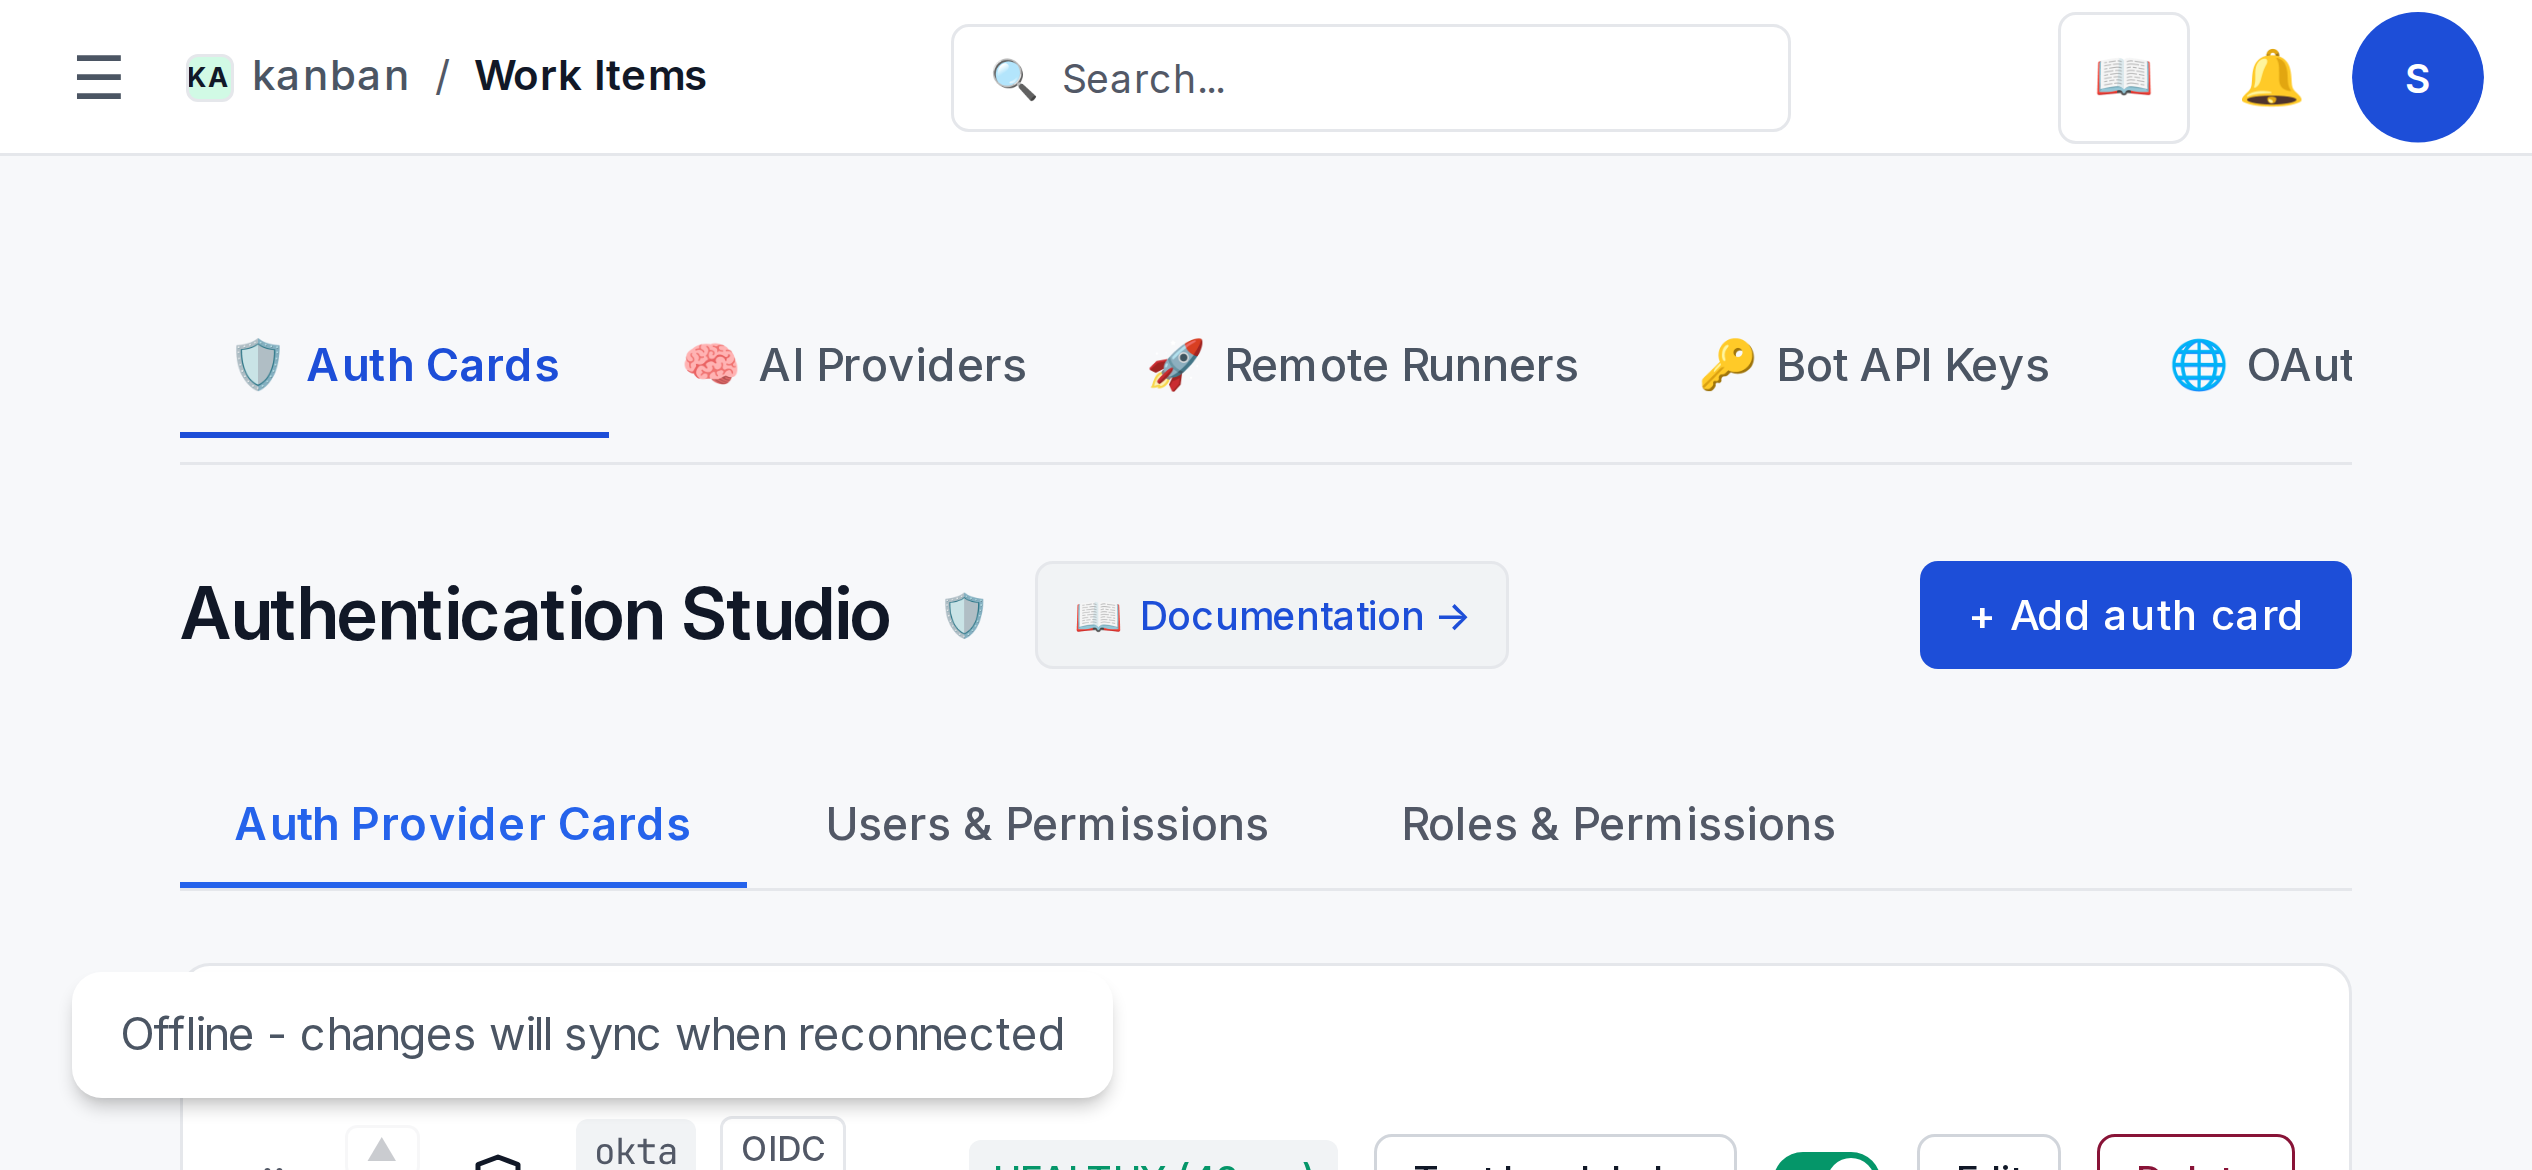 KA kanban / Work Items
Search...
S
Auth Cards
AI Providers
Remote Runners
Bot API Keys
OAut
Authentication Studio
Documentation →
+ Add auth card
Auth Provider Cards
Users & Permissions
Roles & Permissions
Offline - changes will sync when reconnected
okta
OIDC
Edit